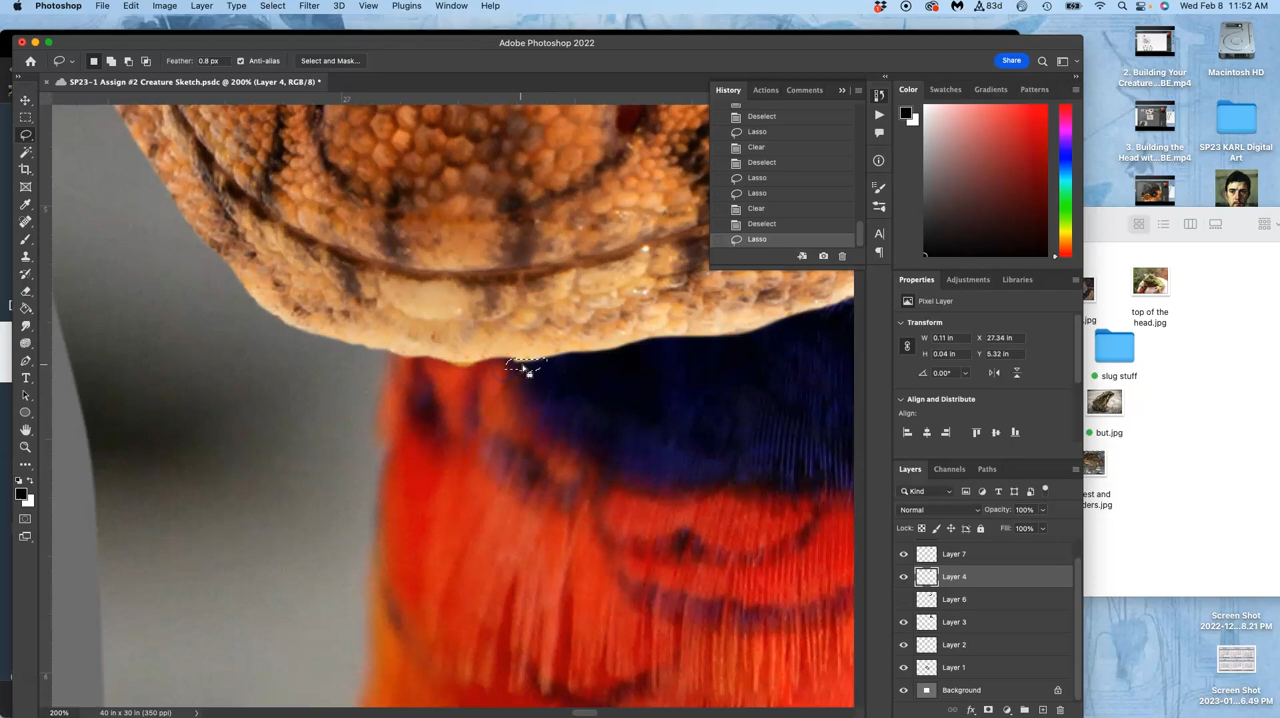 Photoshop File Edit Image Layer Type Select Filter 3D View Plugins Window Help 83d Wed Feb 8 11:52 AM
Adobe Photoshop 2022
Feather: 0.8 px Anti-alias Select and Mask... Share
SP23-1 Assign #2 Creature Sketch.psdc @ 200% (Layer 4, RGB/8) *
27
History Actions Comments
Deselect
Lasso
Clear
Deselect
Lasso
Lasso
Clear
Deselect
Lasso
Color Swatches Gradients Patterns
Properties Adjustments Libraries
Pixel Layer
Transform
W 0.11 in X 27.34 in
H 0.04 in Y 5.32 in
0.00°
Align and Distribute
Align:
Layers Channels Paths
Kind
Normal Opacity: 100%
Lock: Fill: 100%
Layer 7
Layer 4
Layer 6
Layer 3
Layer 2
Layer 1
Background
200% 40 in x 30 in (350 ppi)
2. Building Your
Creature...BE.mp4
Macintosh HD
3. Building the
Head wit...BE.mp4
SP23 KARL Digital
Art
.jpg
top of the
head.jpg
slug stuff
but.jpg
est and
ders.jpg
Screen Shot
2022-12...8.21 PM
Screen Shot
2023-01...6.49 PM